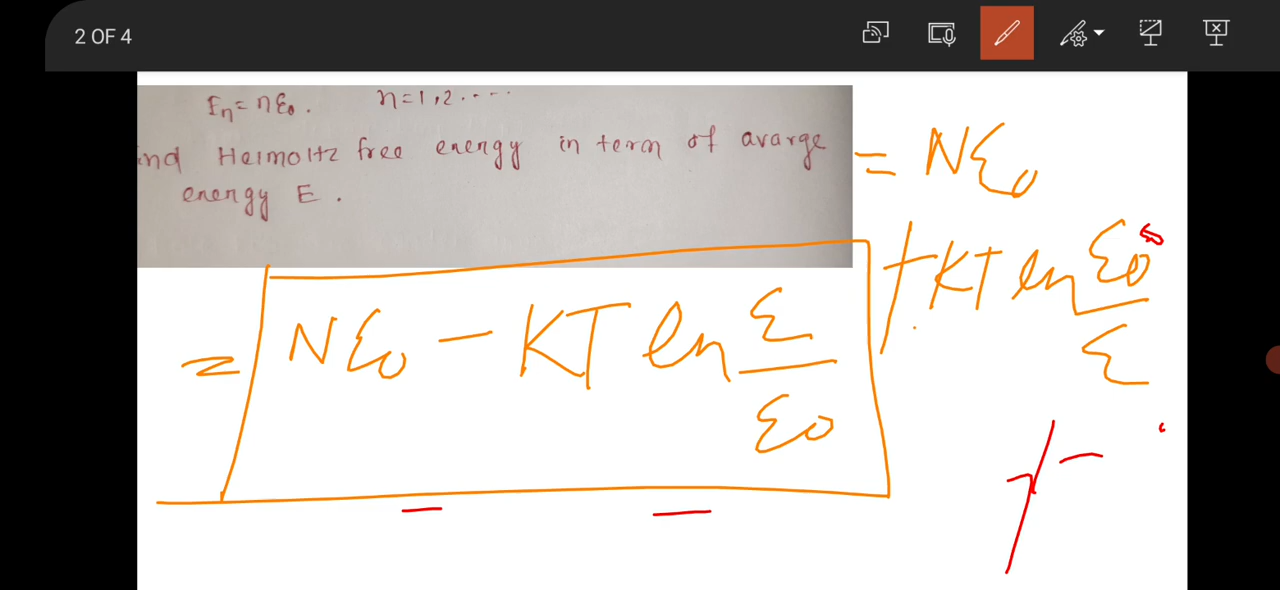 2 OF 4
En = nε0. n=1,2....
ind Helmoltz free energy in term of avarge
energy E.
= Nε0
+ KT ln ε0/ε
= Nε0 - KT ln ε/ε0